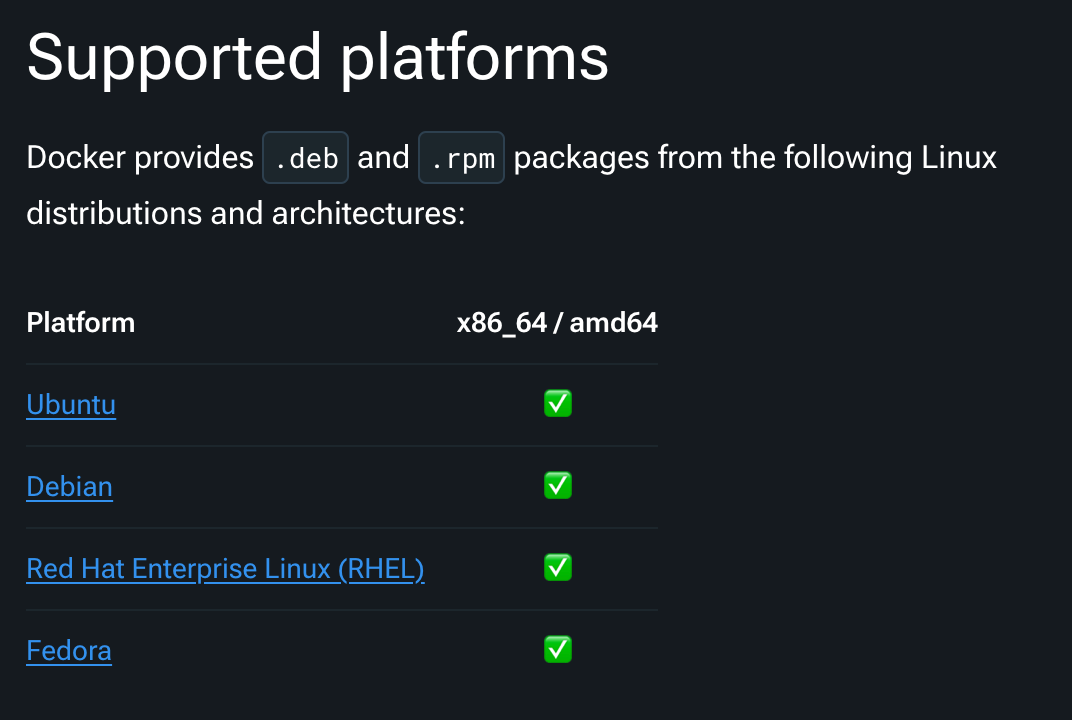 Supported platforms
Docker provides .deb and .rpm packages from the following Linux
distributions and architectures:
Platform x86_64 / amd64
Ubuntu ✅
Debian ✅
Red Hat Enterprise Linux (RHEL) ✅
Fedora ✅